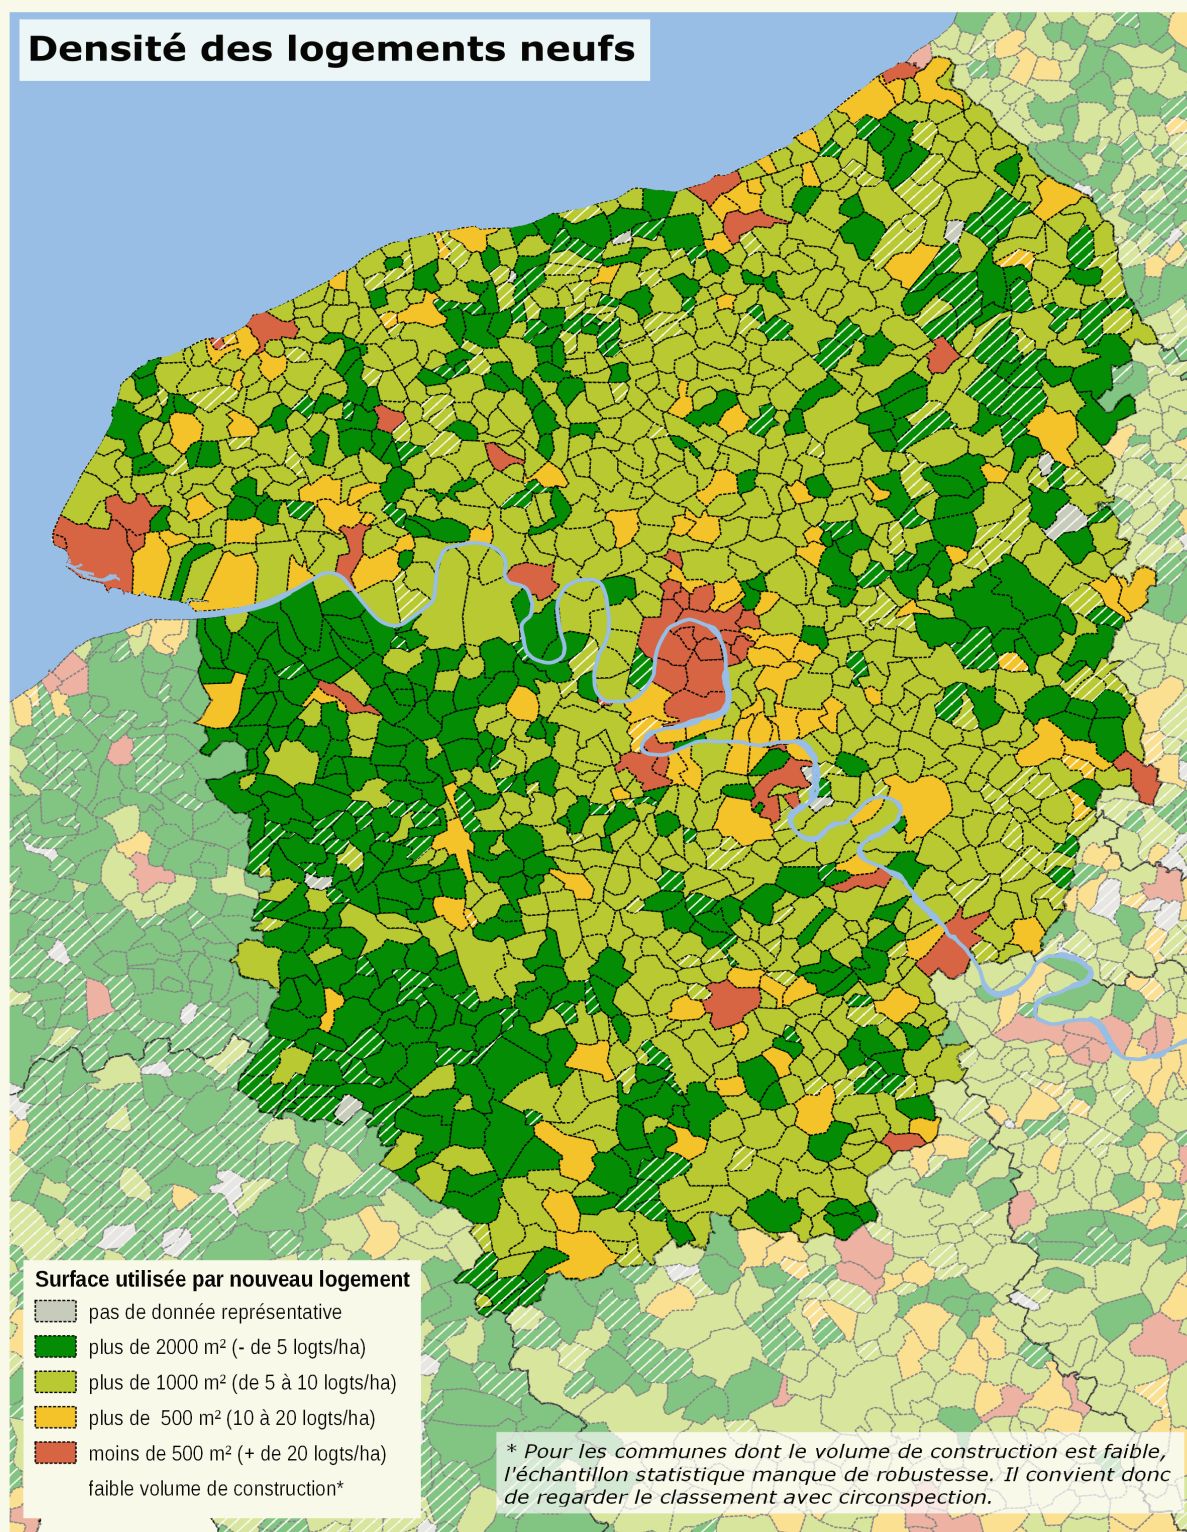 Densité des logements neufs
Surface utilisée par nouveau logement
pas de donnée représentative
plus de 2000 m² (- de 5 logts/ha)
plus de 1000 m² (de 5 à 10 logts/ha)
plus de  500 m² (10 à 20 logts/ha)
moins de 500 m² (+ de 20 logts/ha)
faible volume de construction*
* Pour les communes dont le volume de construction est faible,
l'échantillon statistique manque de robustesse. Il convient donc
de regarder le classement avec circonspection.